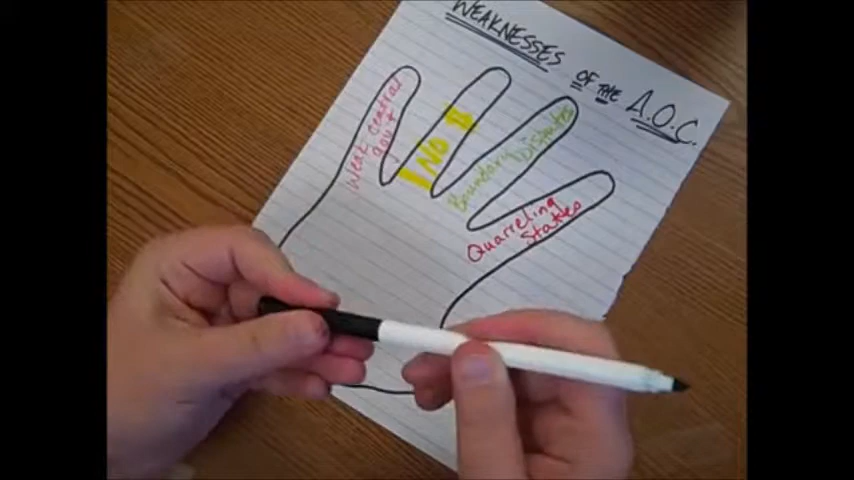 WEAKNESSES OF THE A.O.C.
Weak central
gov't
No $
Boundary Disputes
Quarreling
States